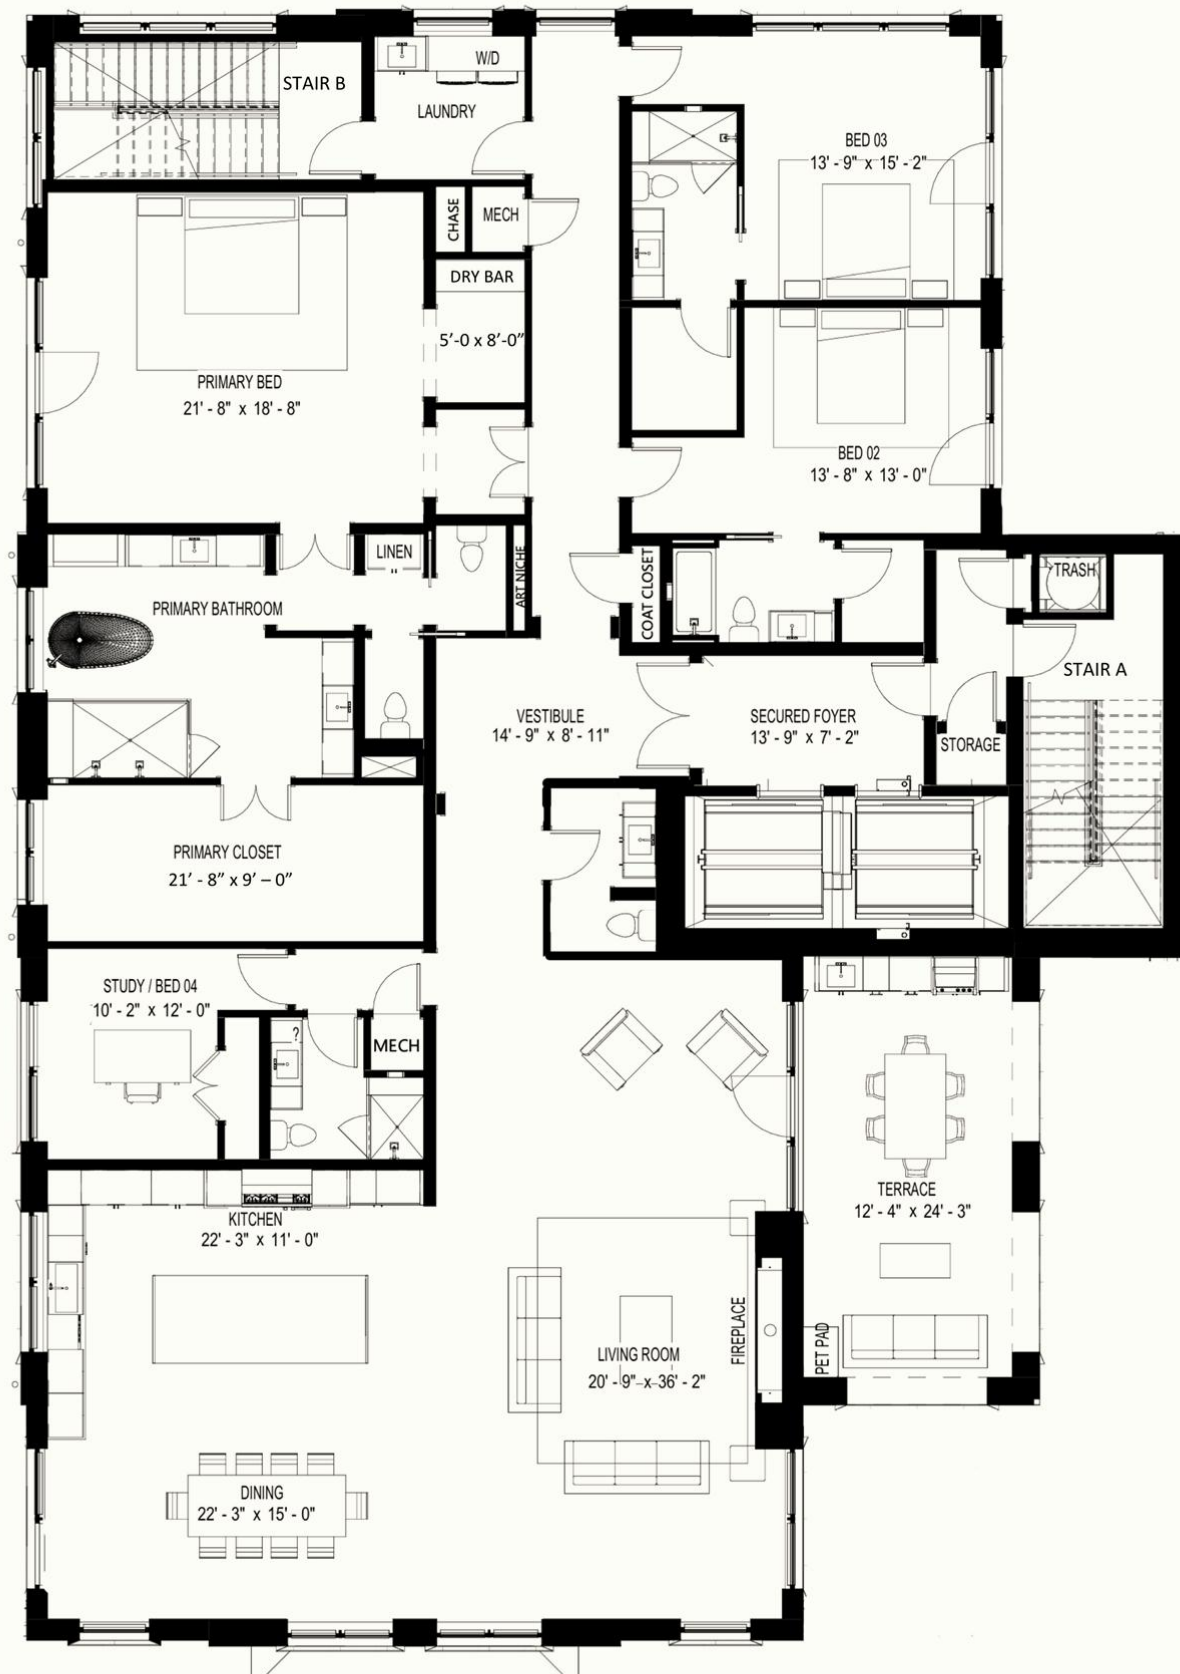 STAIR B
W/D
LAUNDRY
BED 03
13' - 9" x 15' - 2"
CHASE
MECH
DRY BAR
5'-0 x 8'-0"
PRIMARY BED
21' - 8" x 18' - 8"
BED 02
13' - 8" x 13' - 0"
LINEN
ART NICHE
COAT CLOSET
TRASH
PRIMARY BATHROOM
STAIR A
VESTIBULE
14' - 9" x 8' - 11"
SECURED FOYER
13' - 9" x 7' - 2"
STORAGE
PRIMARY CLOSET
21' - 8" x 9' – 0"
STUDY / BED 04
10' - 2" x 12' - 0"
?
MECH
TERRACE
12' - 4" x 24' - 3"
KITCHEN
22' - 3" x 11' - 0"
FIREPLACE
PET PAD
LIVING ROOM
20' - 9" x 36' - 2"
DINING
22' - 3" x 15' - 0"